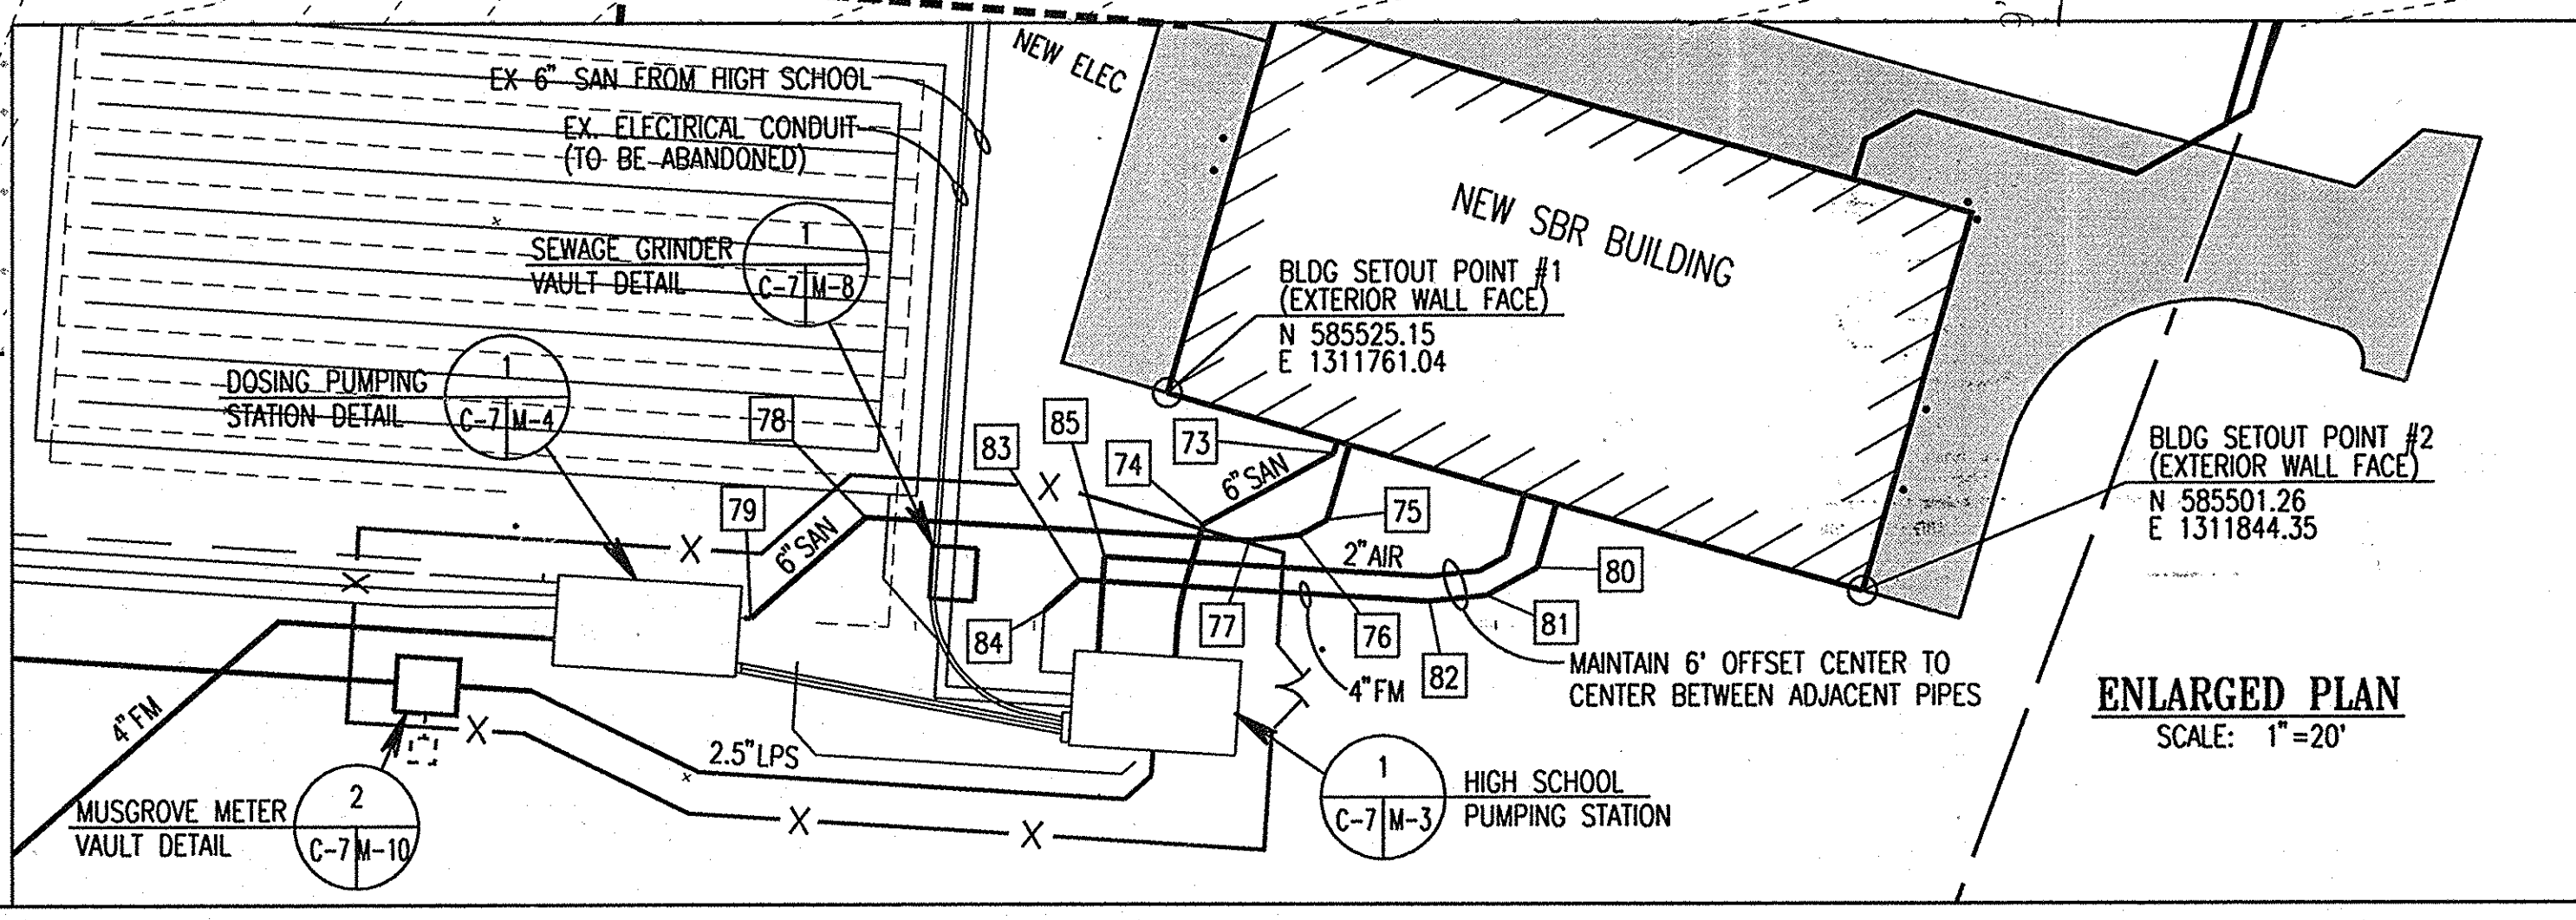 NEW ELEC
EX 6" SAN FROM HIGH SCHOOL
EX. ELECTRICAL CONDUIT
(TO BE ABANDONED)
SEWAGE GRINDER
VAULT DETAIL
1
C-7 M-8
NEW SBR BUILDING
BLDG SETOUT POINT #1
(EXTERIOR WALL FACE)
N 585525.15
E 1311761.04
DOSING PUMPING
STATION DETAIL
1
C-7 M-4
78
83
85
74
73
6" SAN
BLDG SETOUT POINT #2
(EXTERIOR WALL FACE)
N 585501.26
E 1311844.35
79
6" SAN
X
X
75
2" AIR
80
X
84
77
76
81
82
4" FM
MAINTAIN 6' OFFSET CENTER TO
CENTER BETWEEN ADJACENT PIPES
ENLARGED PLAN
SCALE: 1"=20'
4" FM
X
2.5" LPS
X
X
MUSGROVE METER
VAULT DETAIL
2
C-7 M-10
1
C-7 M-3
HIGH SCHOOL
PUMPING STATION